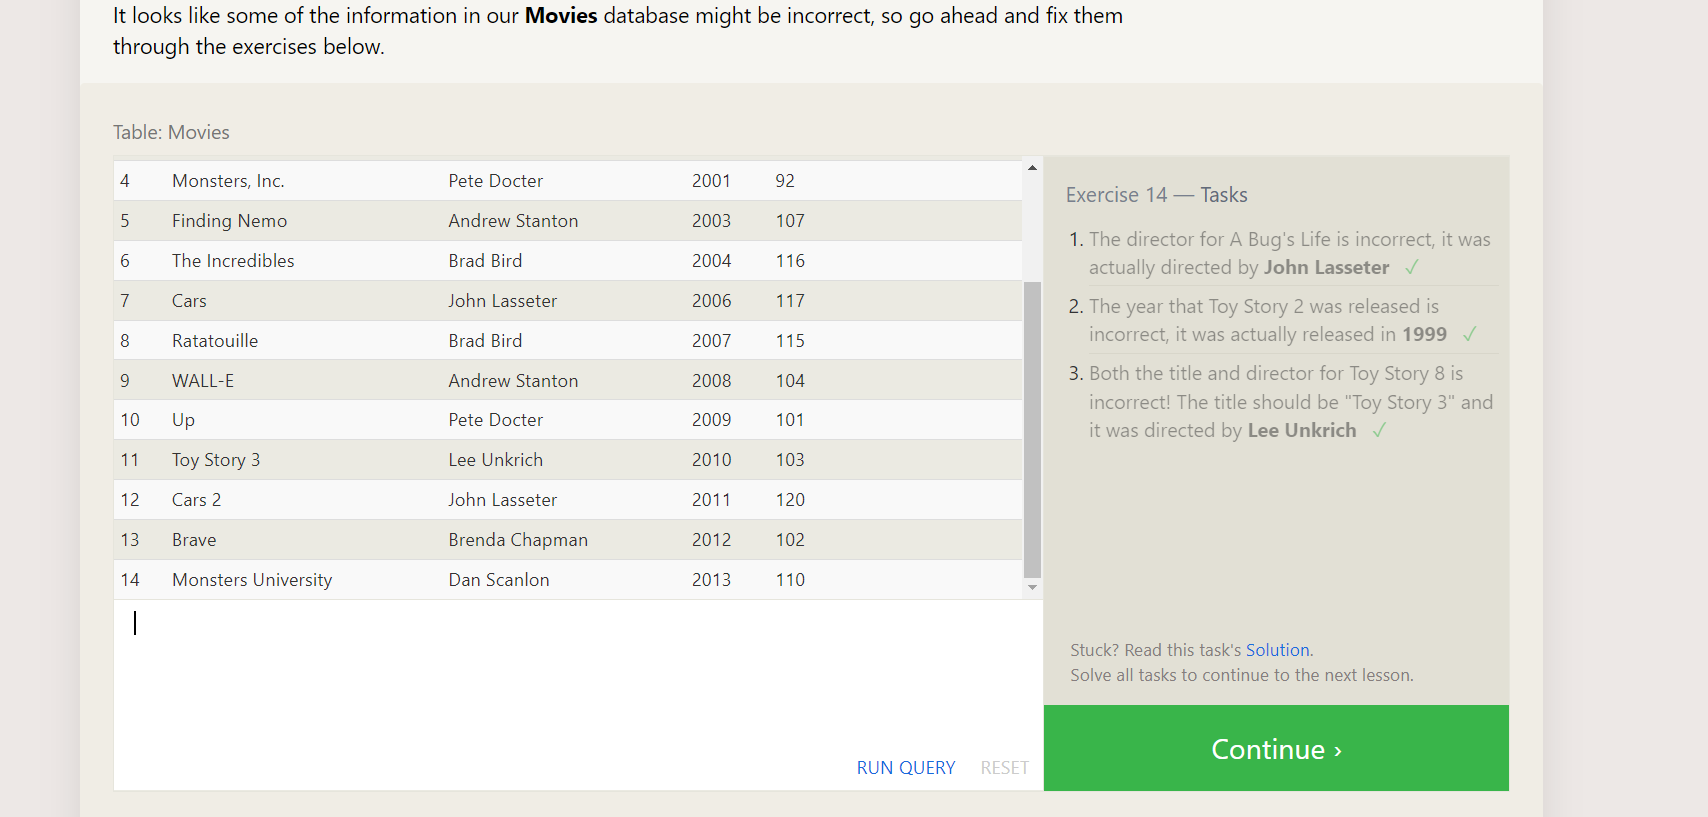 It looks like some of the information in our Movies database might be incorrect, so go ahead and fix them
through the exercises below.
Table: Movies
4 Monsters, Inc. Pete Docter 2001 92
5 Finding Nemo Andrew Stanton 2003 107
6 The Incredibles Brad Bird 2004 116
7 Cars John Lasseter 2006 117
8 Ratatouille Brad Bird 2007 115
9 WALL-E Andrew Stanton 2008 104
10 Up Pete Docter 2009 101
11 Toy Story 3 Lee Unkrich 2010 103
12 Cars 2 John Lasseter 2011 120
13 Brave Brenda Chapman 2012 102
14 Monsters University Dan Scanlon 2013 110
RUN QUERY RESET
Exercise 14 — Tasks
1. The director for A Bug's Life is incorrect, it was
actually directed by John Lasseter ✓
2. The year that Toy Story 2 was released is
incorrect, it was actually released in 1999 ✓
3. Both the title and director for Toy Story 8 is
incorrect! The title should be "Toy Story 3" and
it was directed by Lee Unkrich ✓
Stuck? Read this task's Solution.
Solve all tasks to continue to the next lesson.
Continue ›